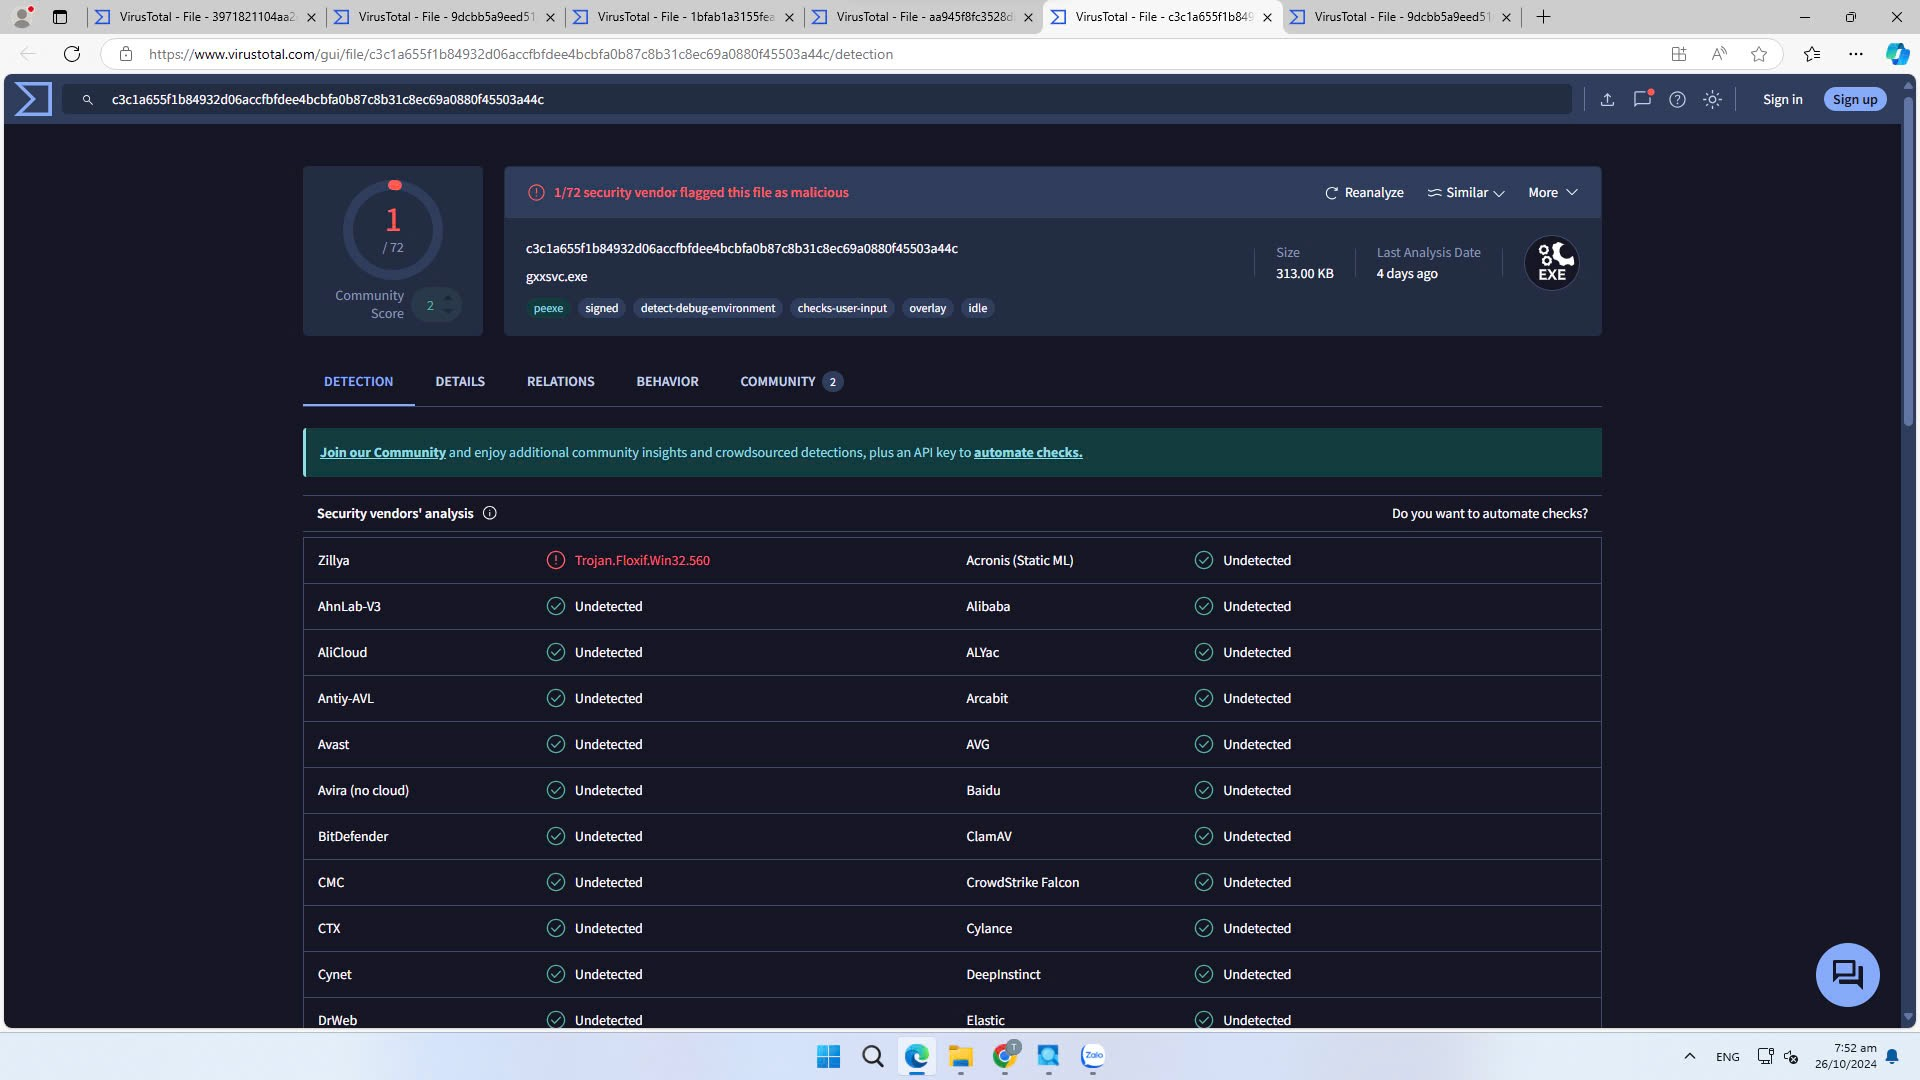 VirusTotal - File - 3971821104aa2
VirusTotal - File - 9dcbb5a9eed51
VirusTotal - File - 1bfab1a3155fea
VirusTotal - File - aa945f8fc3528d
VirusTotal - File - c3c1a655f1b849
VirusTotal - File - 9dcbb5a9eed51
https://www.virustotal.com/gui/file/c3c1a655f1b84932d06accfbfdee4bcbfa0b87c8b31c8ec69a0880f45503a44c/detection
c3c1a655f1b84932d06accfbfdee4bcbfa0b87c8b31c8ec69a0880f45503a44c
Sign in
Sign up
1
/ 72
Community
Score
2
1/72 security vendor flagged this file as malicious
Reanalyze
Similar
More
c3c1a655f1b84932d06accfbfdee4bcbfa0b87c8b31c8ec69a0880f45503a44c
gxxsvc.exe
peexe
signed
detect-debug-environment
checks-user-input
overlay
idle
Size
313.00 KB
Last Analysis Date
4 days ago
EXE
DETECTION
DETAILS
RELATIONS
BEHAVIOR
COMMUNITY 2
Join our Community and enjoy additional community insights and crowdsourced detections, plus an API key to automate checks.
Security vendors' analysis
Do you want to automate checks?
Zillya Trojan.Floxif.Win32.560 Acronis (Static ML) Undetected
AhnLab-V3 Undetected Alibaba Undetected
AliCloud Undetected ALYac Undetected
Antiy-AVL Undetected Arcabit Undetected
Avast Undetected AVG Undetected
Avira (no cloud) Undetected Baidu Undetected
BitDefender Undetected ClamAV Undetected
CMC Undetected CrowdStrike Falcon Undetected
CTX Undetected Cylance Undetected
Cynet Undetected DeepInstinct Undetected
DrWeb Undetected Elastic Undetected
T
Zalo
ENG
7:52 am
26/10/2024